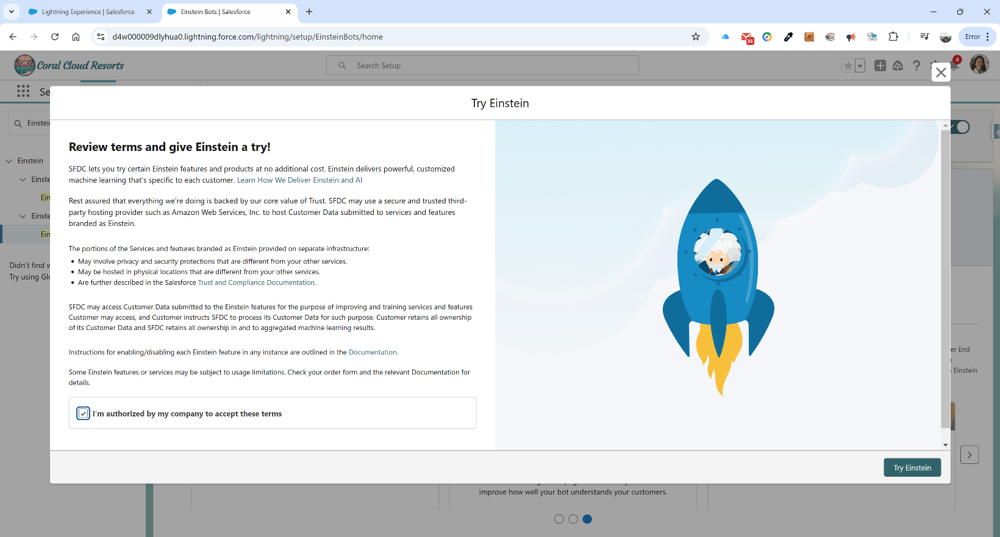 Lightning Experience | Salesforce
Einstein Bots | Salesforce
d4w000009dlyhua0.lightning.force.com/lightning/setup/EinsteinBots/home
35
Error
Coral Cloud Resorts
Search Setup
4
Se
Try Einstein
Einstei
Review terms and give Einstein a try!
SFDC lets you try certain Einstein features and products at no additional cost. Einstein delivers powerful, customized
machine learning that's specific to each customer. Learn How We Deliver Einstein and AI
Einstein
Einste
Ein
Rest assured that everything we're doing is backed by our core value of Trust. SFDC may use a secure and trusted third-
party hosting provider such as Amazon Web Services, Inc. to host Customer Data submitted to services and features
branded as Einstein.
Einste
Ein
The portions of the Services and features branded as Einstein provided on separate infrastructure:
• May involve privacy and security protections that are different from your other services.
• May be hosted in physical locations that are different from your other services.
• Are further described in the Salesforce Trust and Compliance Documentation.
Didn't find w
Try using Glo
SFDC may access Customer Data submitted to the Einstein features for the purpose of improving and training services and features
Customer may access, and Customer instructs SFDC to process its Customer Data for such purpose. Customer retains all ownership
of its Customer Data and SFDC retains all ownership in and to aggregated machine learning results.
Instructions for enabling/disabling each Einstein feature in any instance are outlined in the Documentation.
er End
Einstein
Some Einstein features or services may be subject to usage limitations. Check your order form and the relevant Documentation for
details.
I'm authorized by my company to accept these terms
Try Einstein
improve how well your bot understands your customers.